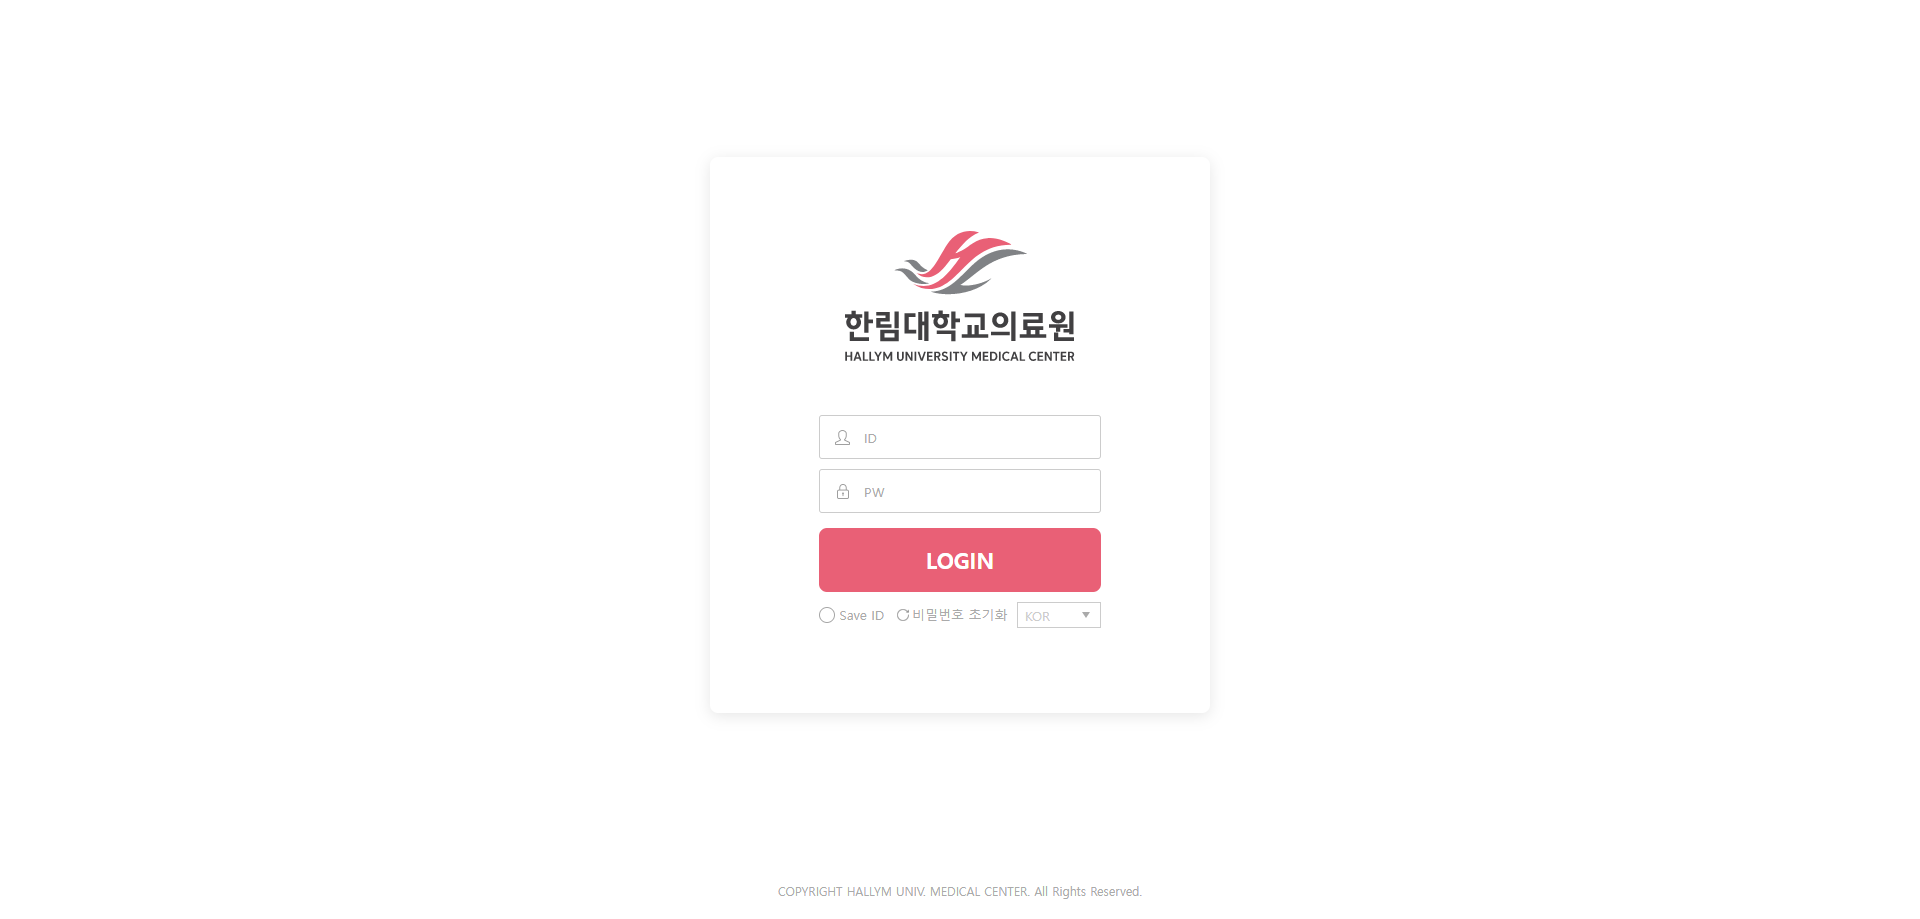 한림대학교의료원
HALLYM UNIVERSITY MEDICAL CENTER
ID
PW
LOGIN
Save ID 비밀번호 초기화 KOR
COPYRIGHT HALLYM UNIV. MEDICAL CENTER. All Rights Reserved.